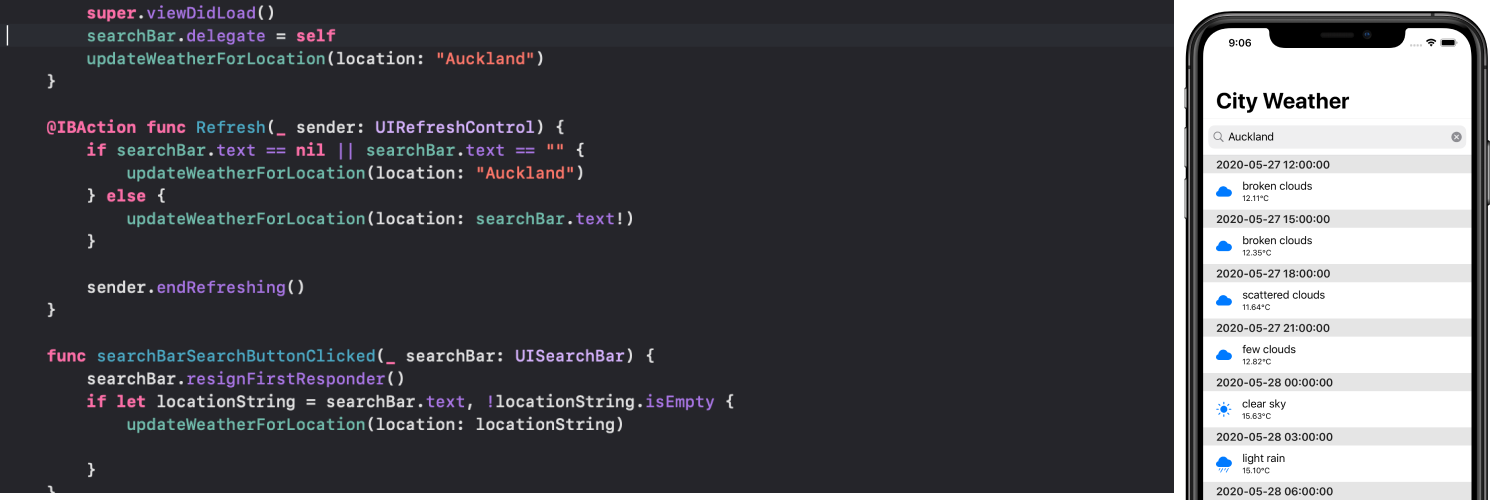 super.viewDidLoad()
searchBar.delegate = self
updateWeatherForLocation(location: "Auckland")
}
@IBAction func Refresh(_ sender: UIRefreshControl) {
if searchBar.text == nil || searchBar.text == "" {
updateWeatherForLocation(location: "Auckland")
} else {
updateWeatherForLocation(location: searchBar.text!)
}
sender.endRefreshing()
}
func searchBarSearchButtonClicked(_ searchBar: UISearchBar) {
searchBar.resignFirstResponder()
if let locationString = searchBar.text, !locationString.isEmpty {
updateWeatherForLocation(location: locationString)
}
}
9:06
City Weather
Auckland
2020-05-27 12:00:00
broken clouds
12.11°C
2020-05-27 15:00:00
broken clouds
12.35°C
2020-05-27 18:00:00
scattered clouds
11.64°C
2020-05-27 21:00:00
few clouds
12.82°C
2020-05-28 00:00:00
clear sky
15.63°C
2020-05-28 03:00:00
light rain
15.10°C
2020-05-28 06:00:00